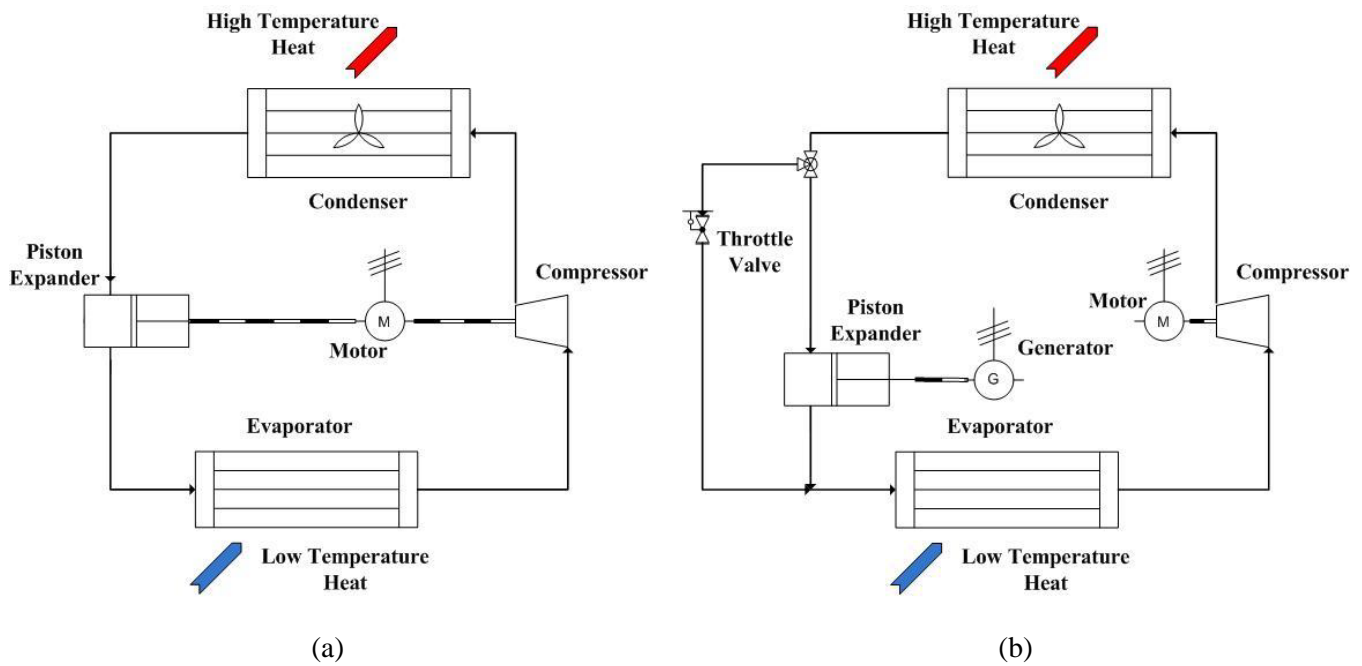 High Temperature
Heat
Condenser
Piston
Expander
Compressor
M
Motor
Evaporator
Low Temperature
Heat
(a)
High Temperature
Heat
Condenser
Throttle
Valve
Compressor
Motor
M
Piston
Expander
Generator
G
Evaporator
Low Temperature
Heat
(b)